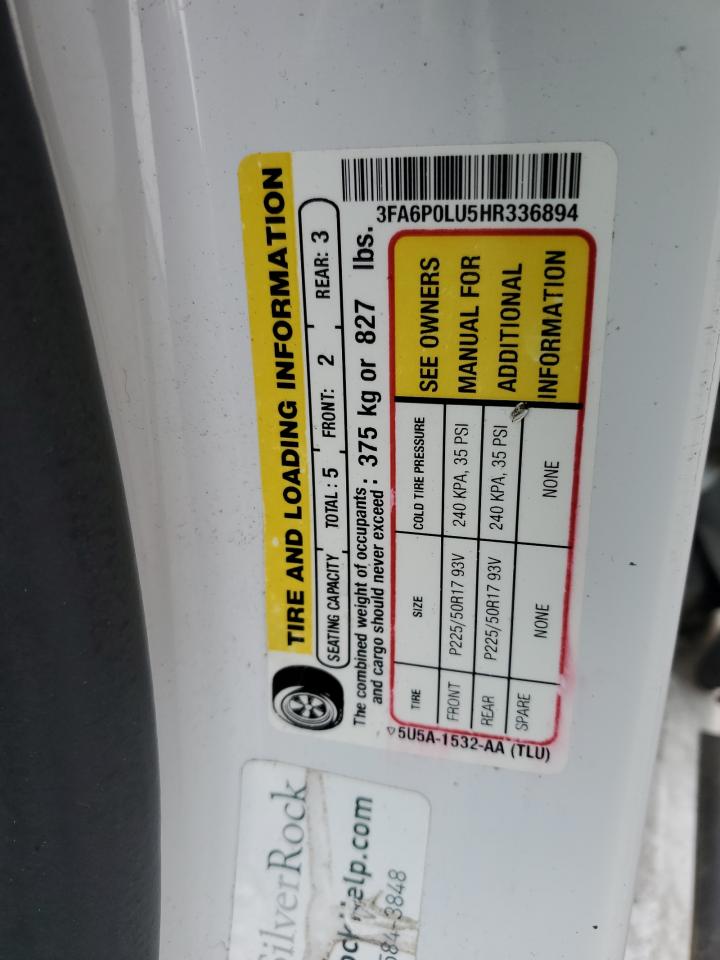 TIRE AND LOADING INFORMATION
SEATING CAPACITY TOTAL: 5 FRONT: 2 REAR: 3
The combined weight of occupants and cargo should never exceed: 375 kg or 827 lbs.
3FA6P0LU5HR336894
TIRE SIZE COLD TIRE PRESSURE
FRONT P225/50R17 93V 240 KPA, 35 PSI
REAR P225/50R17 93V 240 KPA, 35 PSI
SPARE NONE NONE
SEE OWNERS
MANUAL FOR
ADDITIONAL
INFORMATION
5U5A-1532-AA (TLU)
SilverRock
elp.com
584-3848